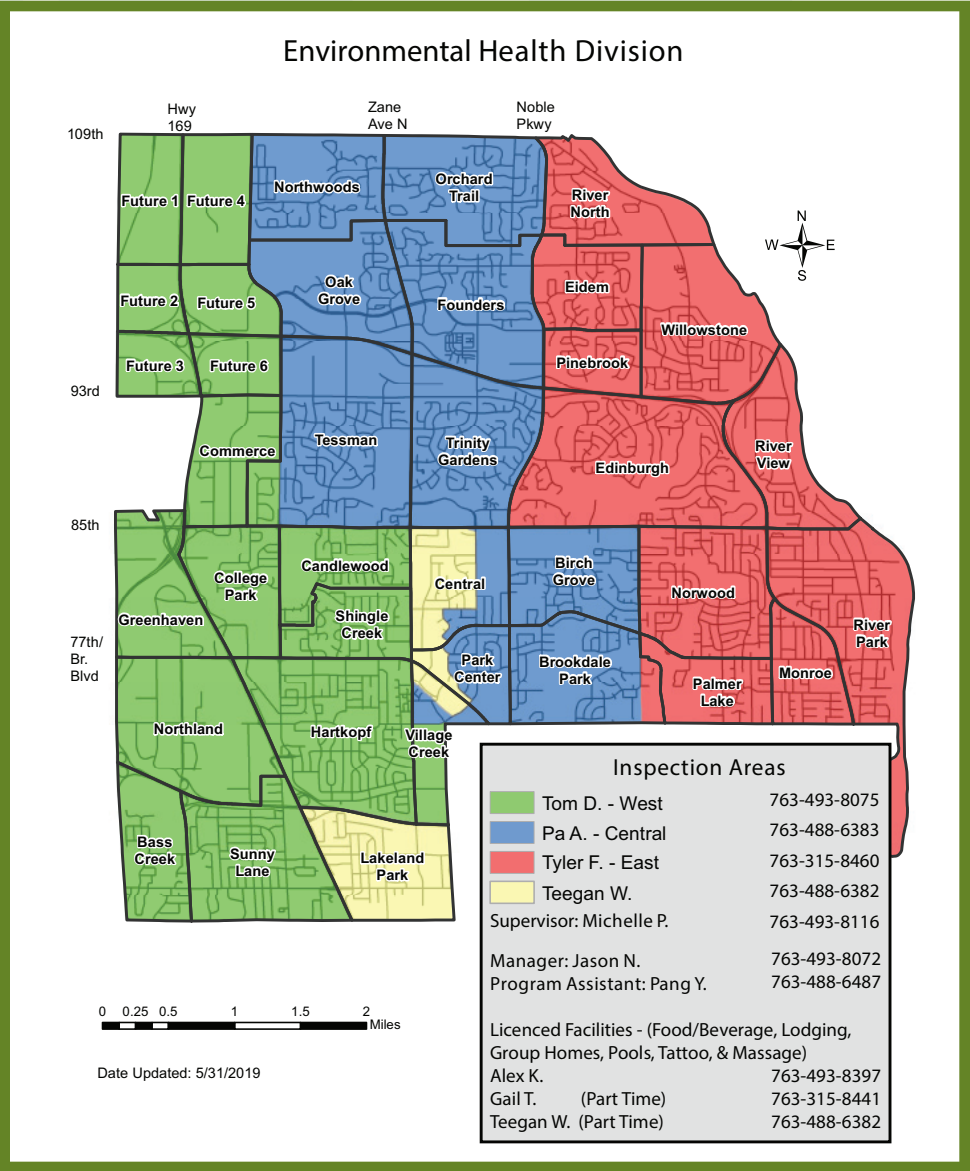 Environmental Health Division
Hwy
169
Zane
Ave N
Noble
Pkwy
109th
Northwoods
Orchard
Trail
Future 1
Future 4
River
North
N
W
E
S
Oak
Grove
Founders
Eidem
Future 2
Future 5
Willowstone
Future 3
Future 6
Pinebrook
93rd
Commerce
Tessman
Trinity
Gardens
Edinburgh
River
View
85th
Candlewood
College
Park
Central
Birch
Grove
Norwood
Greenhaven
Shingle
Creek
River
Park
77th/
Br.
Blvd
Park
Center
Brookdale
Park
Palmer
Lake
Monroe
Northland
Hartkopf
Village
Creek
Bass
Creek
Sunny
Lane
Lakeland
Park
Inspection Areas
Tom D. - West 763-493-8075
Pa A. - Central 763-488-6383
Tyler F. - East 763-315-8460
Teegan W. 763-488-6382
Supervisor: Michelle P. 763-493-8116
Manager: Jason N. 763-493-8072
Program Assistant: Pang Y. 763-488-6487
Licenced Facilities - (Food/Beverage, Lodging,
Group Homes, Pools, Tattoo, & Massage)
Alex K. 763-493-8397
Gail T. (Part Time) 763-315-8441
Teegan W. (Part Time) 763-488-6382
0 0.25 0.5 1 1.5 2
Miles
Date Updated: 5/31/2019